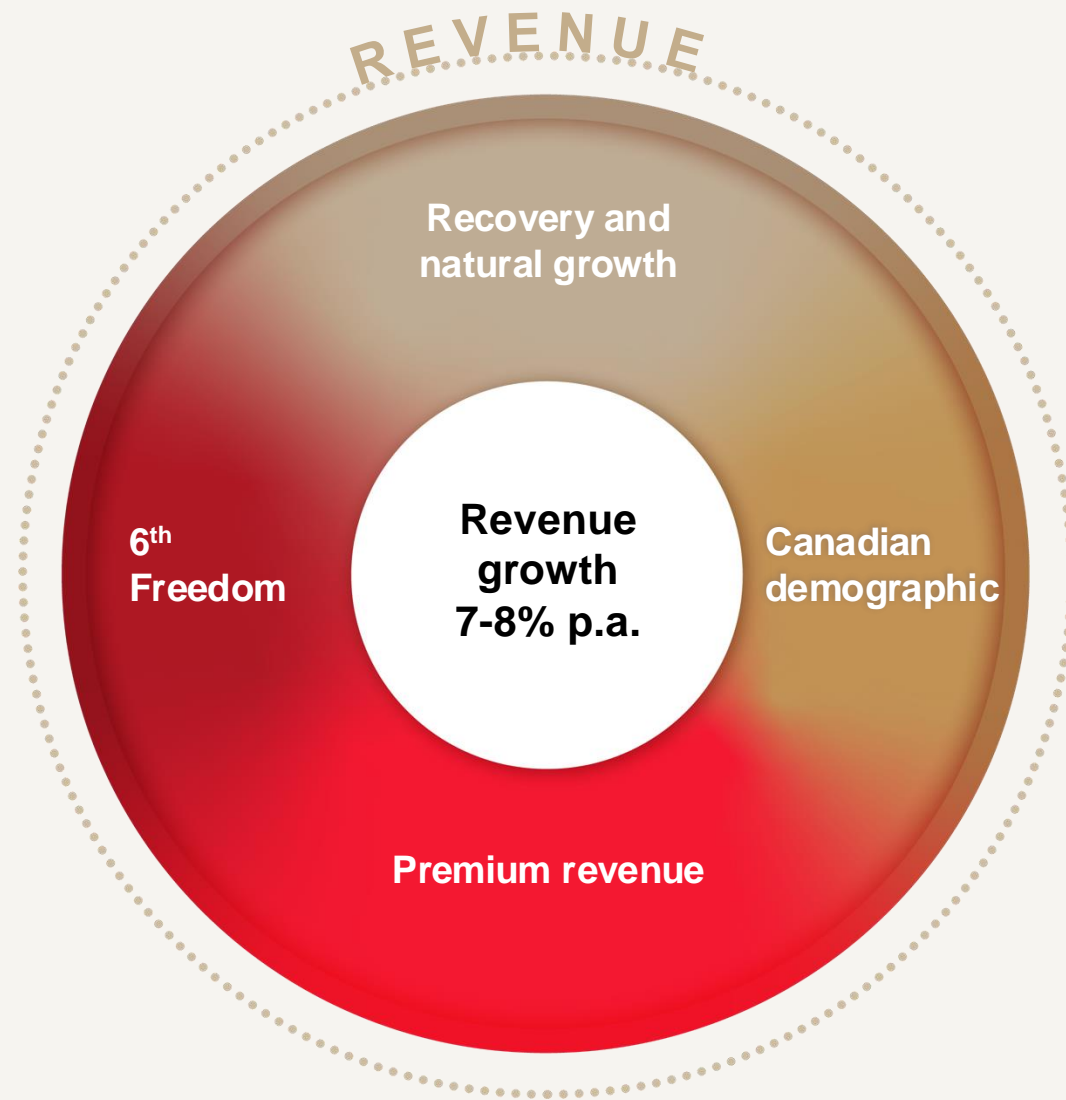 REVENUE
Recovery and
natural growth
6th
Freedom
Revenue
growth
7-8% p.a.
Canadian
demographic
Premium revenue